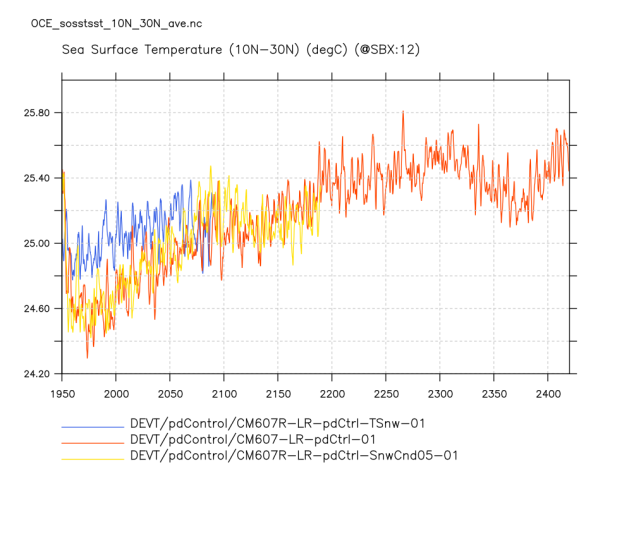 OCE_sosstsst_10N_30N_ave.nc
Sea Surface Temperature (10N-30N) (degC) (@SBX:12)
25.80
25.40
25.00
24.60
24.20
1950 2000 2050 2100 2150 2200 2250 2300 2350 2400
DEVT/pdControl/CM607R-LR-pdCtrl-TSnw-01
DEVT/pdControl/CM607-LR-pdCtrl-01
DEVT/pdControl/CM607R-LR-pdCtrl-SnwCnd05-01